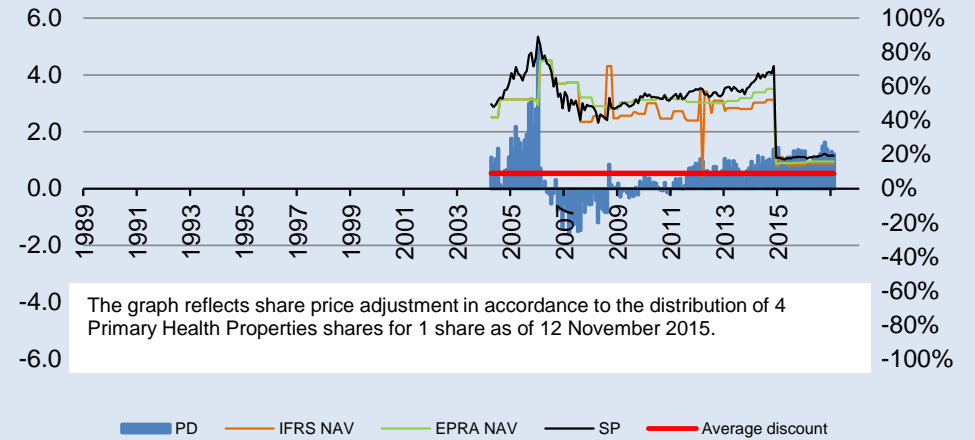 6.0 100%
80%
4.0 60%
40%
2.0 20%
0.0 0%
-2.0 -20%
-40%
-4.0 -60%
-80%
-6.0 -100%
1989 1991 1993 1995 1997 1999 2001 2003 2005 2007 2009 2011 2013 2015
The graph reflects share price adjustment in accordance to the distribution of 4
Primary Health Properties shares for 1 share as of 12 November 2015.
PD IFRS NAV EPRA NAV SP Average discount